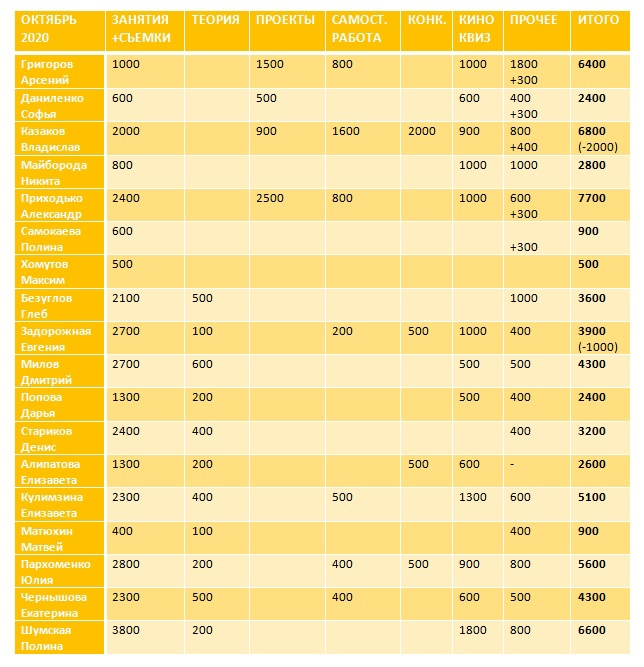 ОКТЯБРЬ 2020 ЗАНЯТИЯ +СЪЕМКИ ТЕОРИЯ ПРОЕКТЫ САМОСТ. РАБОТА КОНК. КИНО КВИЗ ПРОЧЕЕ ИТОГО
Григоров Арсений 1000 1500 800 1000 1800 +300 6400
Даниленко Софья 600 500 600 400 +300 2400
Казаков Владислав 2000 900 1600 2000 900 800 +400 6800 (-2000)
Майборода Никита 800 1000 1000 2800
Приходько Александр 2400 2500 800 1000 600 +300 7700
Самокаева Полина 600 +300 900
Хомутов Максим 500 500
Безуглов Глеб 2100 500 1000 3600
Задорожная Евгения 2700 100 200 500 1000 400 3900 (-1000)
Милов Дмитрий 2700 600 500 500 4300
Попова Дарья 1300 200 500 400 2400
Стариков Денис 2400 400 400 3200
Алипатова Елизавета 1300 200 500 600 - 2600
Кулимзина Елизавета 2300 400 500 1300 600 5100
Матюхин Матвей 400 100 400 900
Пархоменко Юлия 2800 200 400 500 900 800 5600
Чернышова Екатерина 2300 500 400 600 500 4300
Шумская Полина 3800 200 1800 800 6600